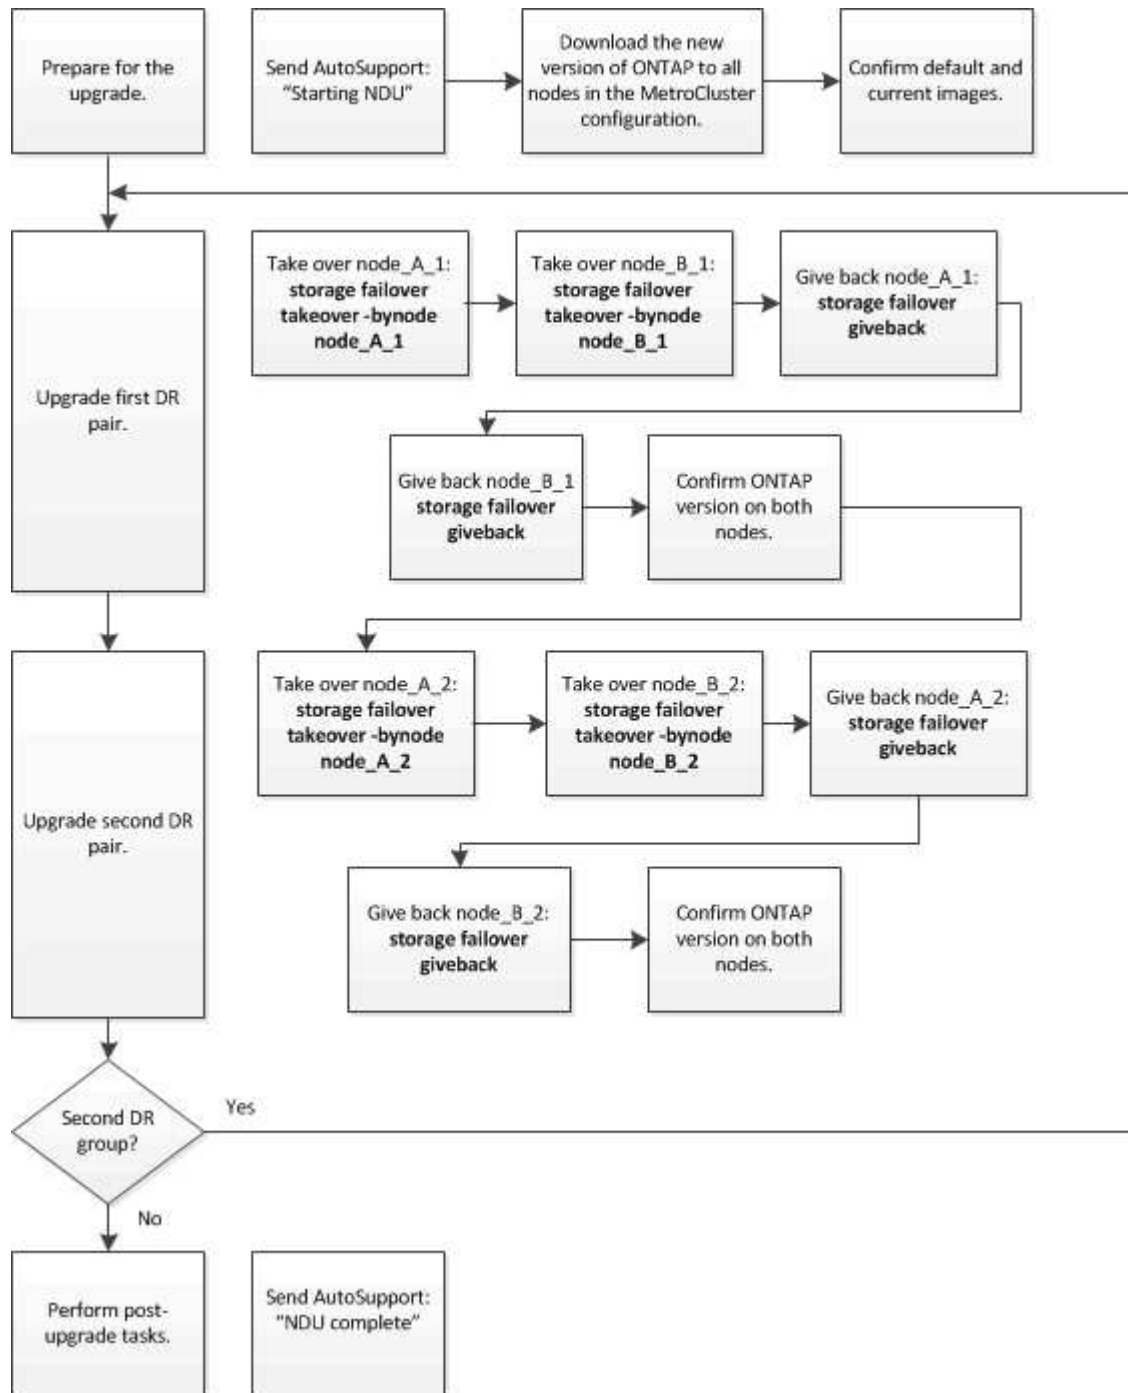 Prepare for the
upgrade.
Send AutoSupport:
“Starting NDU”
Download the new
version of ONTAP to all
nodes in the MetroCluster
configuration.
Confirm default and
current images.
Upgrade first DR
pair.
Take over node_A_1:
storage failover
takeover -bynode
node_A_1
Take over node_B_1:
storage failover
takeover -bynode
node_B_1
Give back node_A_1:
storage failover
giveback
Give back node_B_1
storage failover
giveback
Confirm ONTAP
version on both
nodes.
Upgrade second DR
pair.
Take over node_A_2:
storage failover
takeover -bynode
node_A_2
Take over node_B_2:
storage failover
takeover -bynode
node_B_2
Give back node_A_2:
storage failover
giveback
Give back node_B_2:
storage failover
giveback
Confirm ONTAP
version on both
nodes.
Second DR
group?
Yes
No
Perform post-
upgrade tasks.
Send AutoSupport:
“NDU complete”